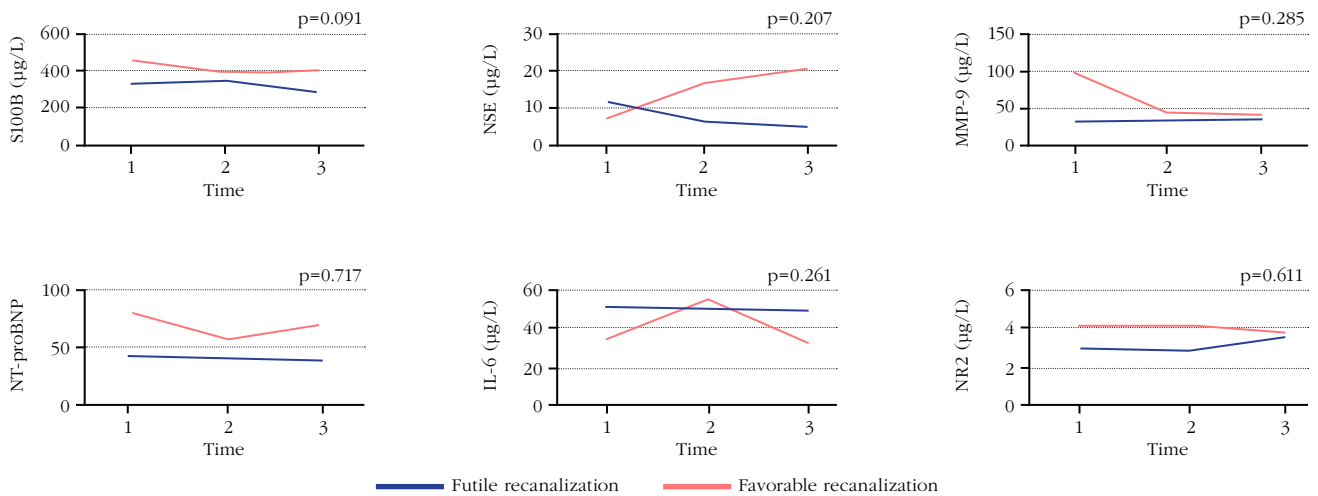 p=0.091
S100B (µg/L)
600
400
200
0
1 2 3
Time
p=0.207
NSE (µg/L)
30
20
10
0
1 2 3
Time
p=0.285
MMP-9 (µg/L)
150
100
50
0
1 2 3
Time
p=0.717
NT-proBNP
100
50
0
1 2 3
Time
p=0.261
IL-6 (µg/L)
60
40
20
0
1 2 3
Time
p=0.611
NR2 (µg/L)
6
4
2
0
1 2 3
Time
Futile recanalization Favorable recanalization